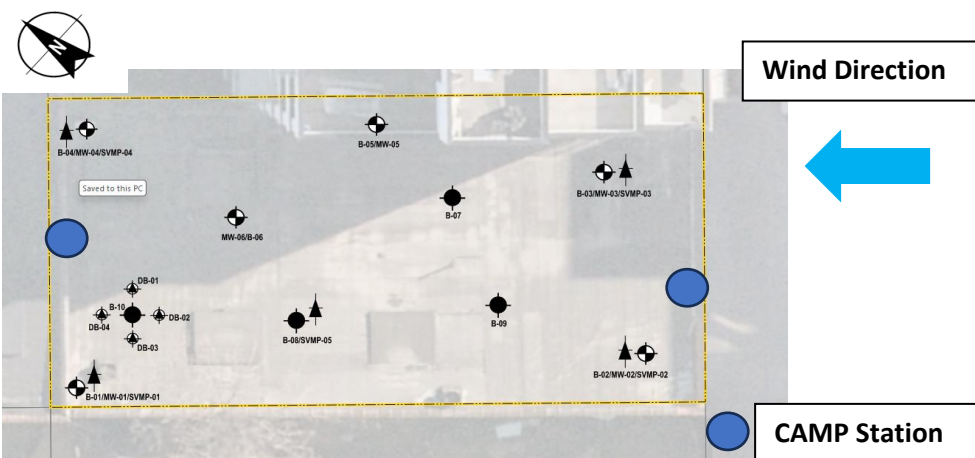 N
Wind Direction
B-04/MW-04/SVMP-04
B-05/MW-05
Saved to this PC
B-03/MW-03/SVMP-03
B-07
MW-06/B-06
DB-01
B-10
DB-04
DB-02
DB-03
B-08/SVMP-05
B-09
B-02/MW-02/SVMP-02
B-01/MW-01/SVMP-01
CAMP Station